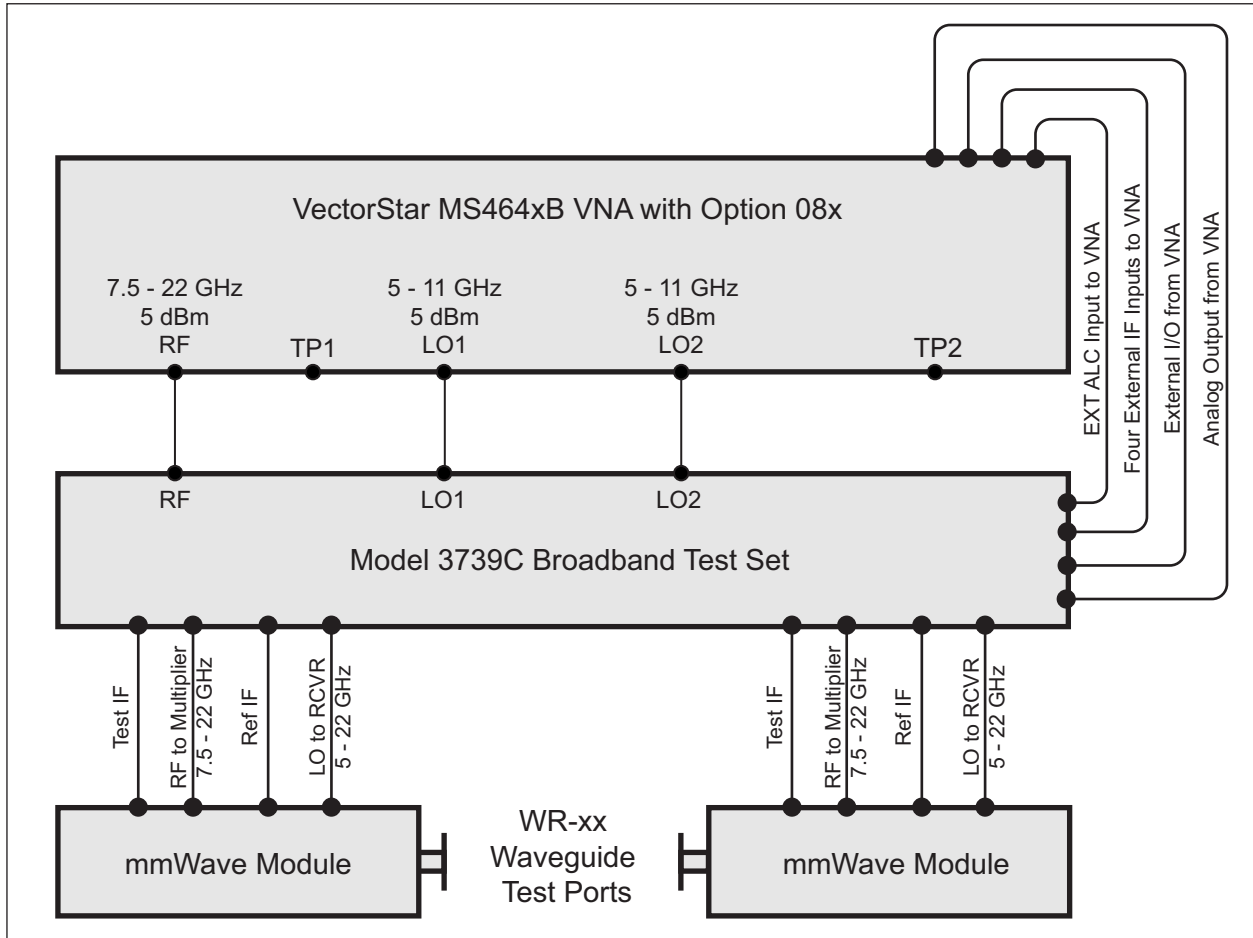 VectorStar MS464xB VNA with Option 08x
7.5 - 22 GHz
5 dBm
RF
TP1
5 - 11 GHz
5 dBm
LO1
5 - 11 GHz
5 dBm
LO2
TP2
EXT ALC Input to VNA
Four External IF Inputs to VNA
External I/O from VNA
Analog Output from VNA
RF
LO1
LO2
Model 3739C Broadband Test Set
Test IF
RF to Multiplier
7.5 - 22 GHz
Ref IF
LO to RCVR
5 - 22 GHz
Test IF
RF to Multiplier
7.5 - 22 GHz
Ref IF
LO to RCVR
5 - 22 GHz
mmWave Module
WR-xx
Waveguide
Test Ports
mmWave Module